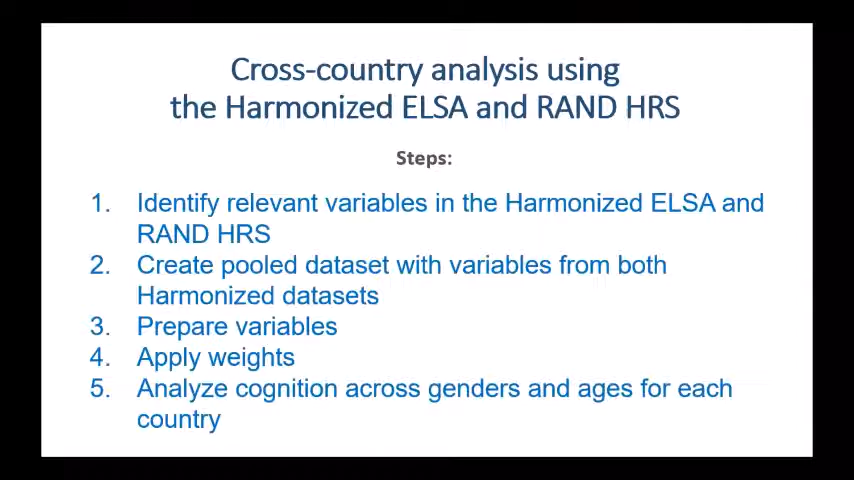 Cross-country analysis using
the Harmonized ELSA and RAND HRS
Steps:
1. Identify relevant variables in the Harmonized ELSA and
RAND HRS
2. Create pooled dataset with variables from both
Harmonized datasets
3. Prepare variables
4. Apply weights
5. Analyze cognition across genders and ages for each
country